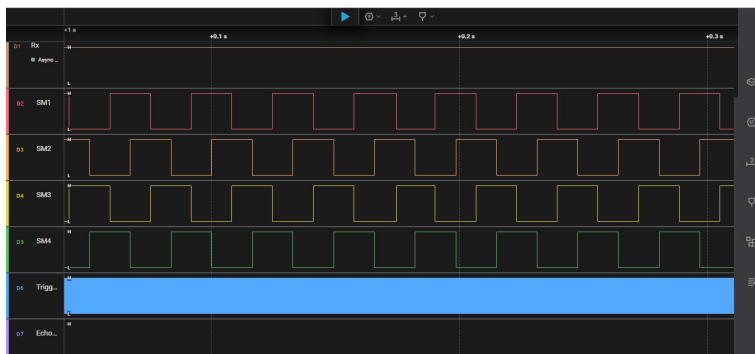 <1 s
+0.1 s
+0.2 s
+0.3 s
D1 Rx
H
Async ...
L
H
D2 SM1
L
H
D3 SM2
L
H
D4 SM3
L
H
D5 SM4
L
H
D6 Trigg...
L
H
D7 Echo...
3